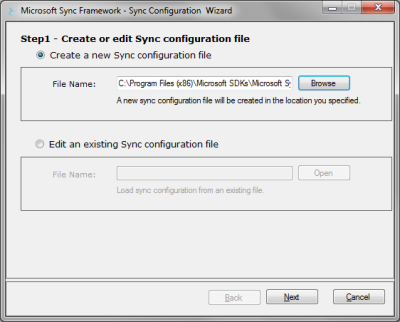 Microsoft Sync Framework - Sync Configuration Wizard
Step1 - Create or edit Sync configuration file
Create a new Sync configuration file
File Name: C:\Program Files (x86)\Microsoft SDKs\Microsoft Sy Browse
A new sync configuration file will be created in the location you specified.
Edit an existing Sync configuration file
File Name: Open
Load sync configuration from an existing file.
Back Next Cancel